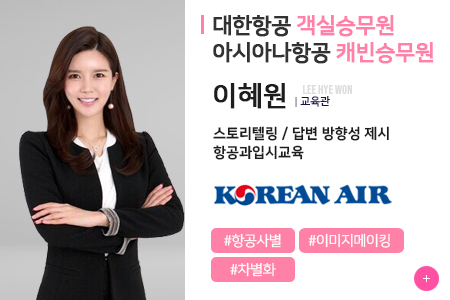 대한항공 객실승무원
아시아나항공 캐빈승무원
LEE HYE WON
이혜원 | 교육관
스토리텔링 / 답변 방향성 제시
항공과입시교육
KOREAN AIR
#항공사별 #이미지메이킹
#차별화
+